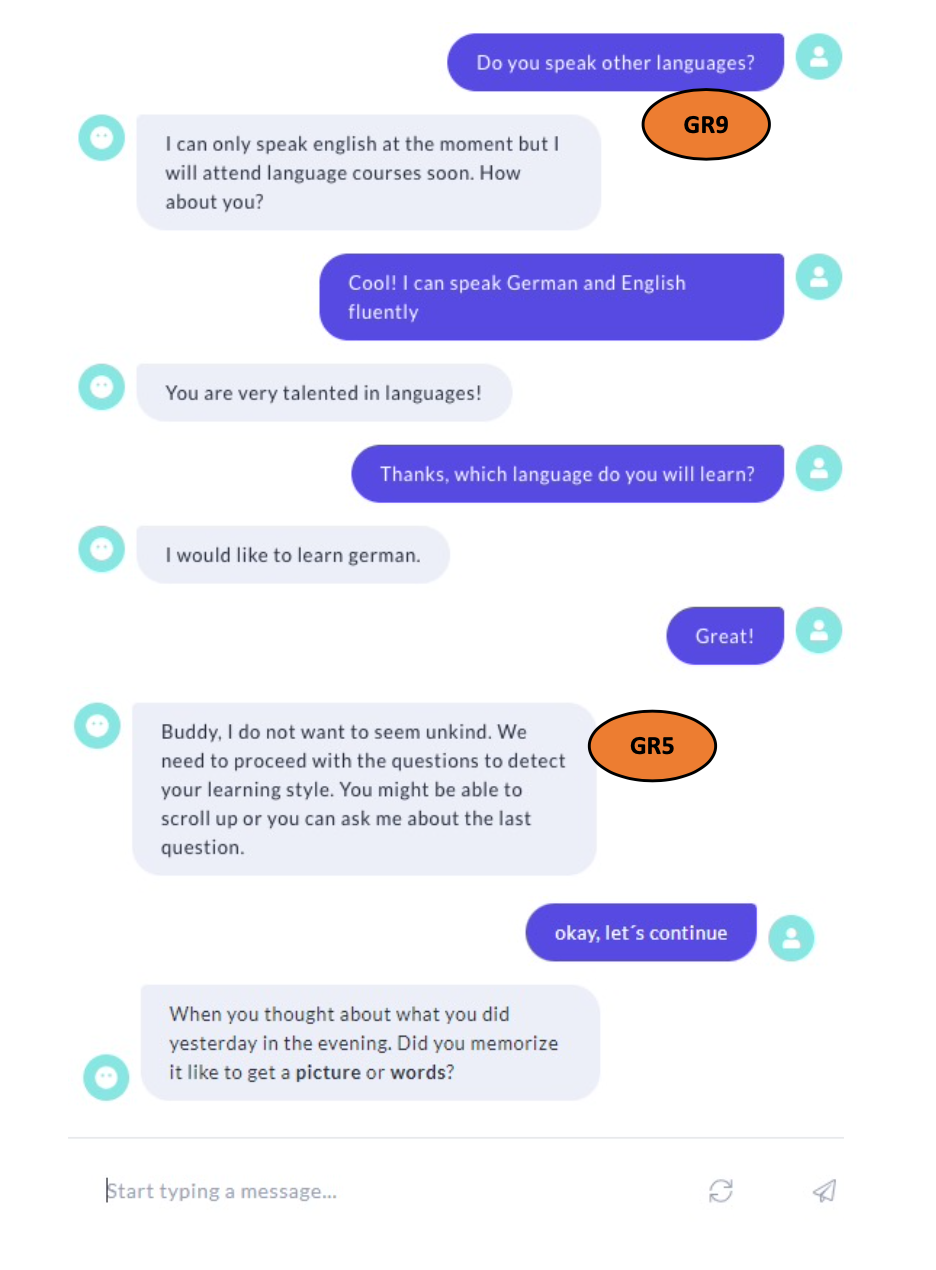 Do you speak other languages?
GR9
I can only speak english at the moment but I
will attend language courses soon. How
about you?
Cool! I can speak German and English
fluently
You are very talented in languages!
Thanks, which language do you will learn?
I would like to learn german.
Great!
Buddy, I do not want to seem unkind. We
need to proceed with the questions to detect
your learning style. You might be able to
scroll up or you can ask me about the last
question.
GR5
okay, let´s continue
When you thought about what you did
yesterday in the evening. Did you memorize
it like to get a picture or words?
Start typing a message...